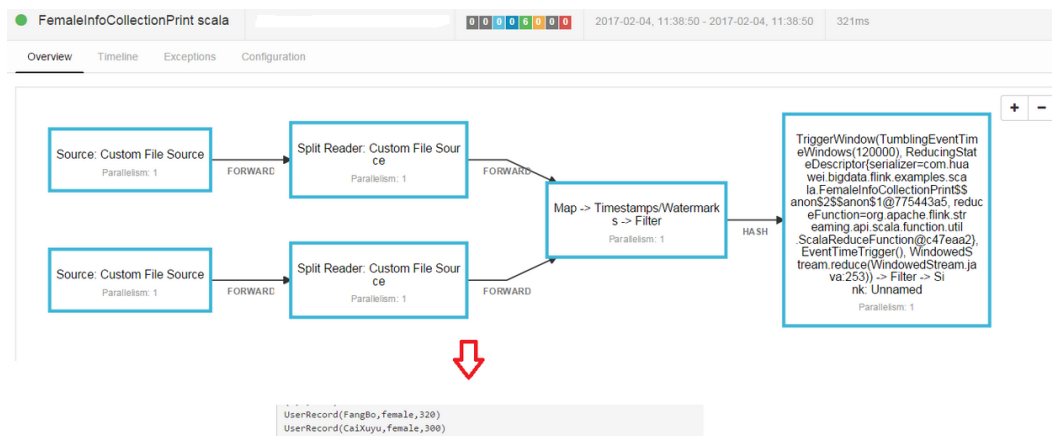 FemaleInfoCollectionPrint scala
0 0 0 0 6 0 0 0
2017-02-04, 11:38:50 - 2017-02-04, 11:38:50
321ms
Overview
Timeline
Exceptions
Configuration
+
−
Source: Custom File Source
Parallelism: 1
FORWARD
Split Reader: Custom File Sour
ce
Parallelism: 1
FORWARD
Source: Custom File Source
Parallelism: 1
FORWARD
Split Reader: Custom File Sour
ce
Parallelism: 1
FORWARD
Map -> Timestamps/Watermark
s -> Filter
Parallelism: 1
HASH
TriggerWindow(TumblingEventTim
eWindows(120000), ReducingStat
eDescriptor{serializer=com.hua
wei.bigdata.flink.examples.sca
la.FemaleInfoCollectionPrint$$
anon$2$$anon$1@775443a5, reduc
eFunction=org.apache.flink.str
eaming.api.scala.function.util
.ScalaReduceFunction@c47eaa2},
EventTimeTrigger(), WindowedS
tream.reduce(WindowedStream.ja
va:253)) -> Filter -> Si
nk: Unnamed
Parallelism: 1
UserRecord(FangBo,female,320)
UserRecord(CaiXuyu,female,300)